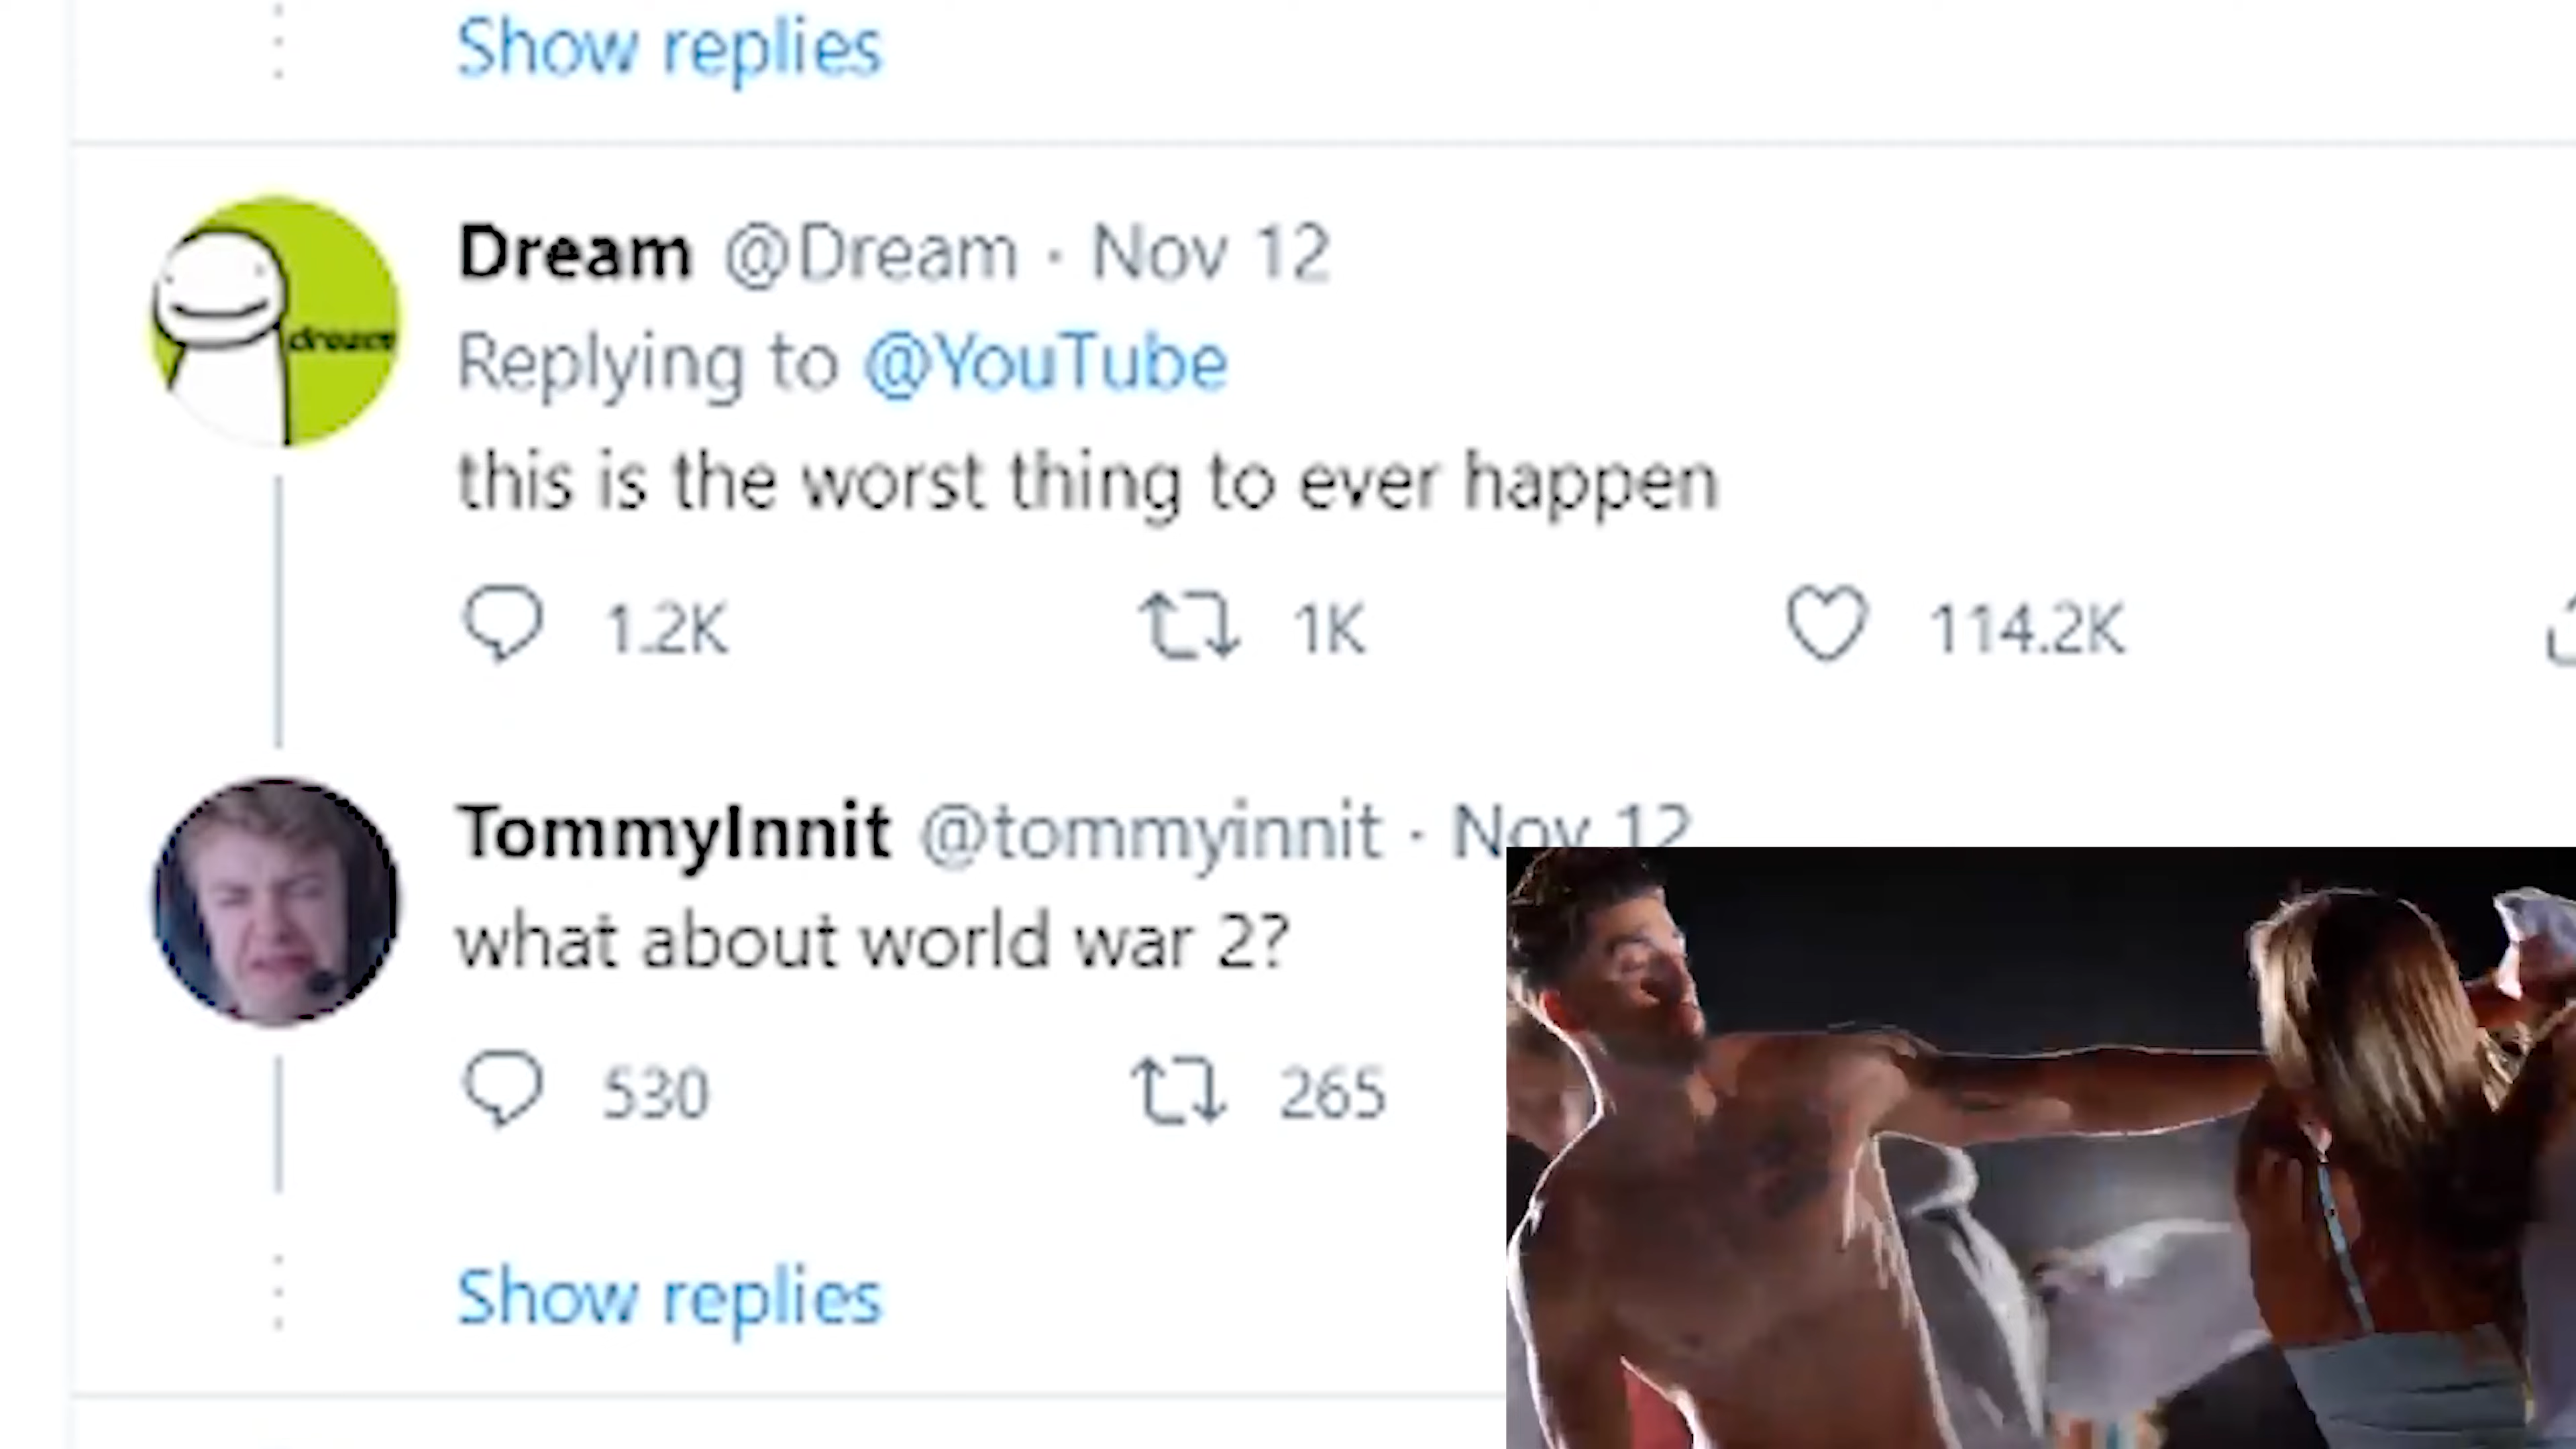 Show replies
Dream @Dream · Nov 12
Replying to @YouTube
dream
this is the worst thing to ever happen
1.2K 1K 114.2K
TommyInnit @tommyinnit · Nov 12
what about world war 2?
530 265
Show replies